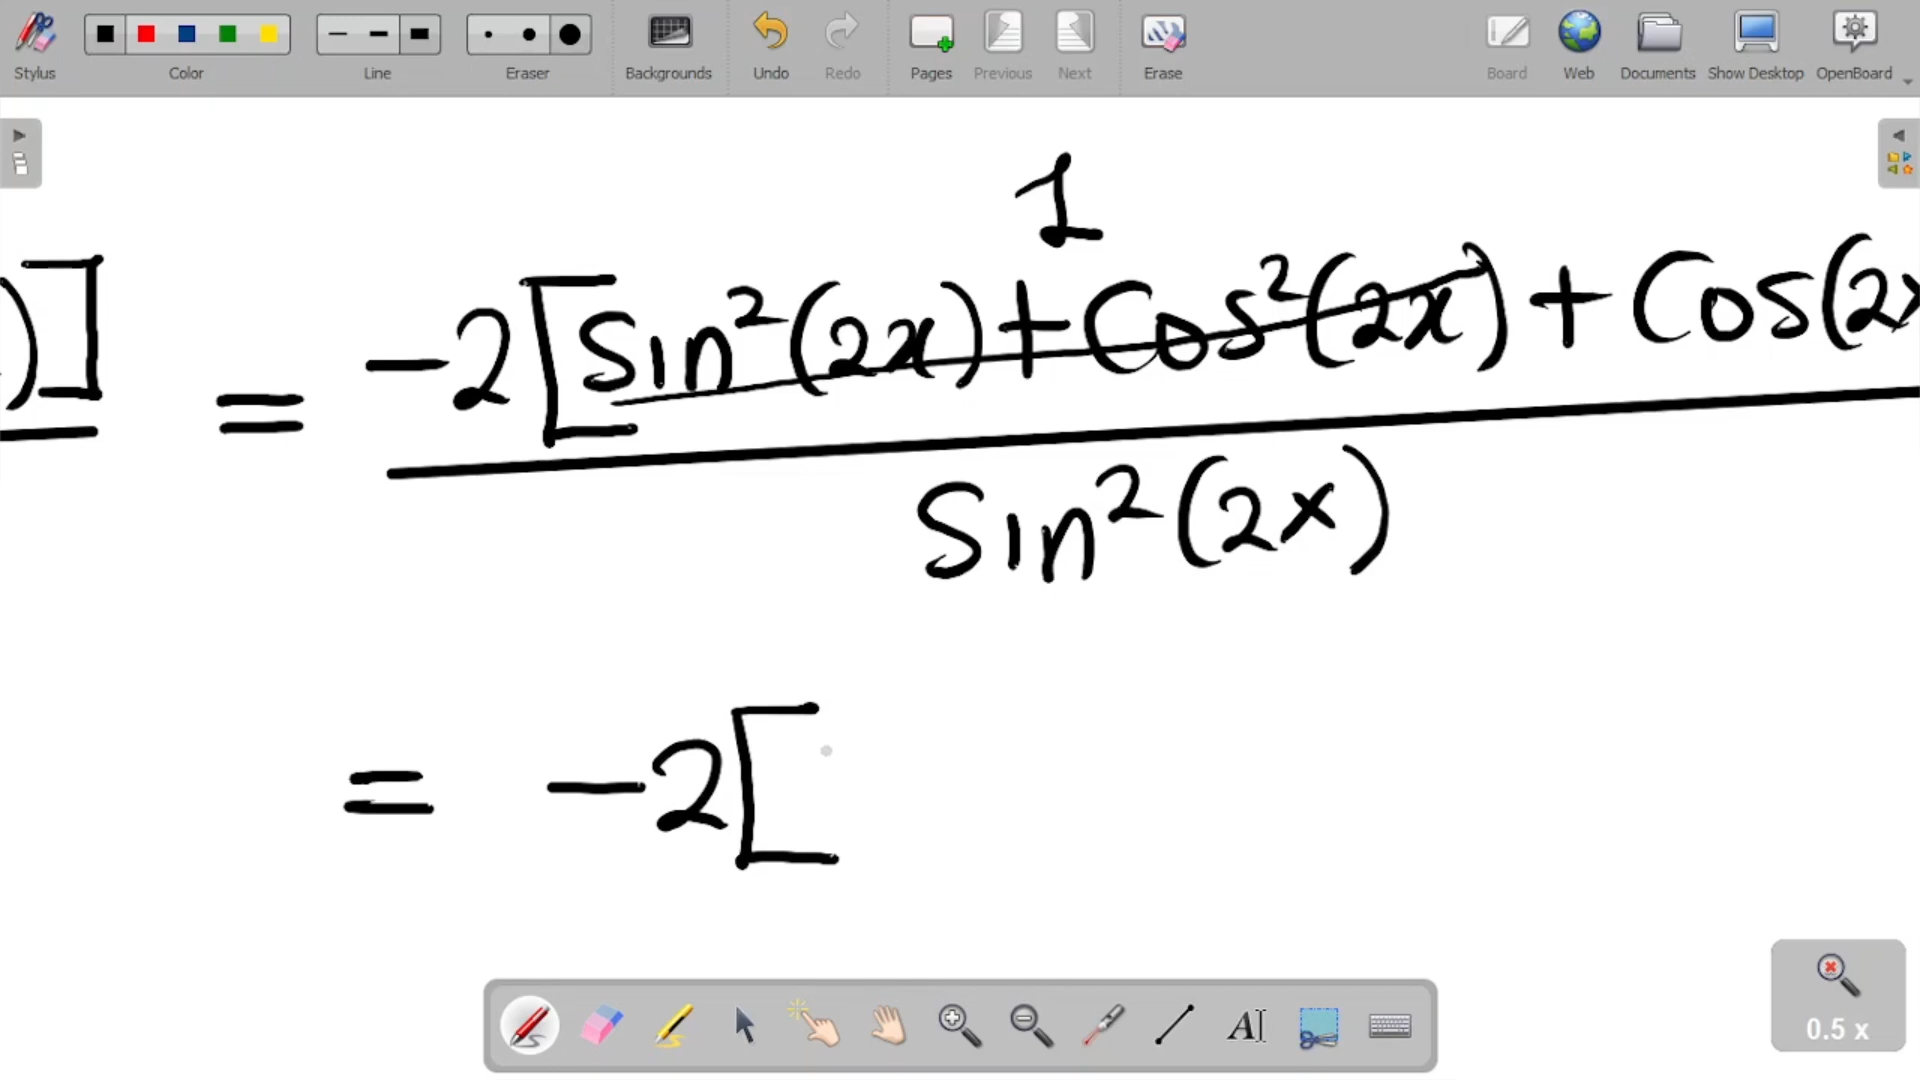 Stylus Color Line Eraser Backgrounds Undo Redo Pages Previous Next Erase Board Web Documents Show Desktop OpenBoard
1
)] = -2[Sin²(2x) + Cos²(2x) + Cos(2x
Sin²(2x)
= -2[
0.5 x